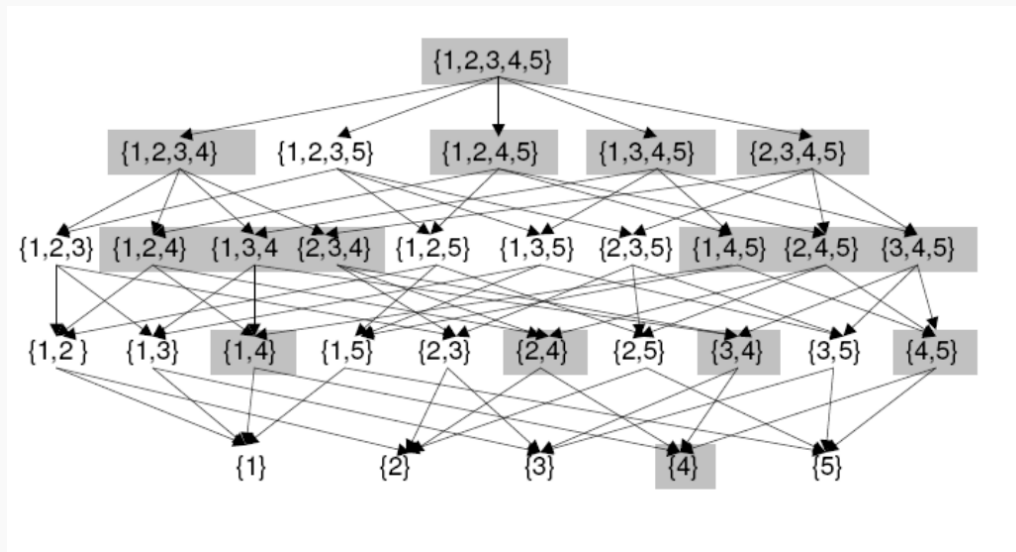 {1,2,3,4,5}
{1,2,3,4} {1,2,3,5} {1,2,4,5} {1,3,4,5} {2,3,4,5}
{1,2,3} {1,2,4} {1,3,4 {2,3,4} {1,2,5} {1,3,5} {2,3,5} {1,4,5} {2,4,5} {3,4,5}
{1,2 } {1,3} {1,4} {1,5} {2,3} {2,4} {2,5} {3,4} {3,5} {4,5}
{1} {2} {3} {4} {5}